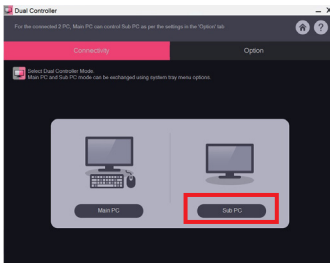 Dual Controller
For the connected 2 PC, Main PC can control Sub PC as per the settings in the 'Option' tab
Connectivity
Option
Select Dual Controller Mode.
Main PC and Sub PC mode can be exchanged using system tray menu options.
Main PC
Sub PC